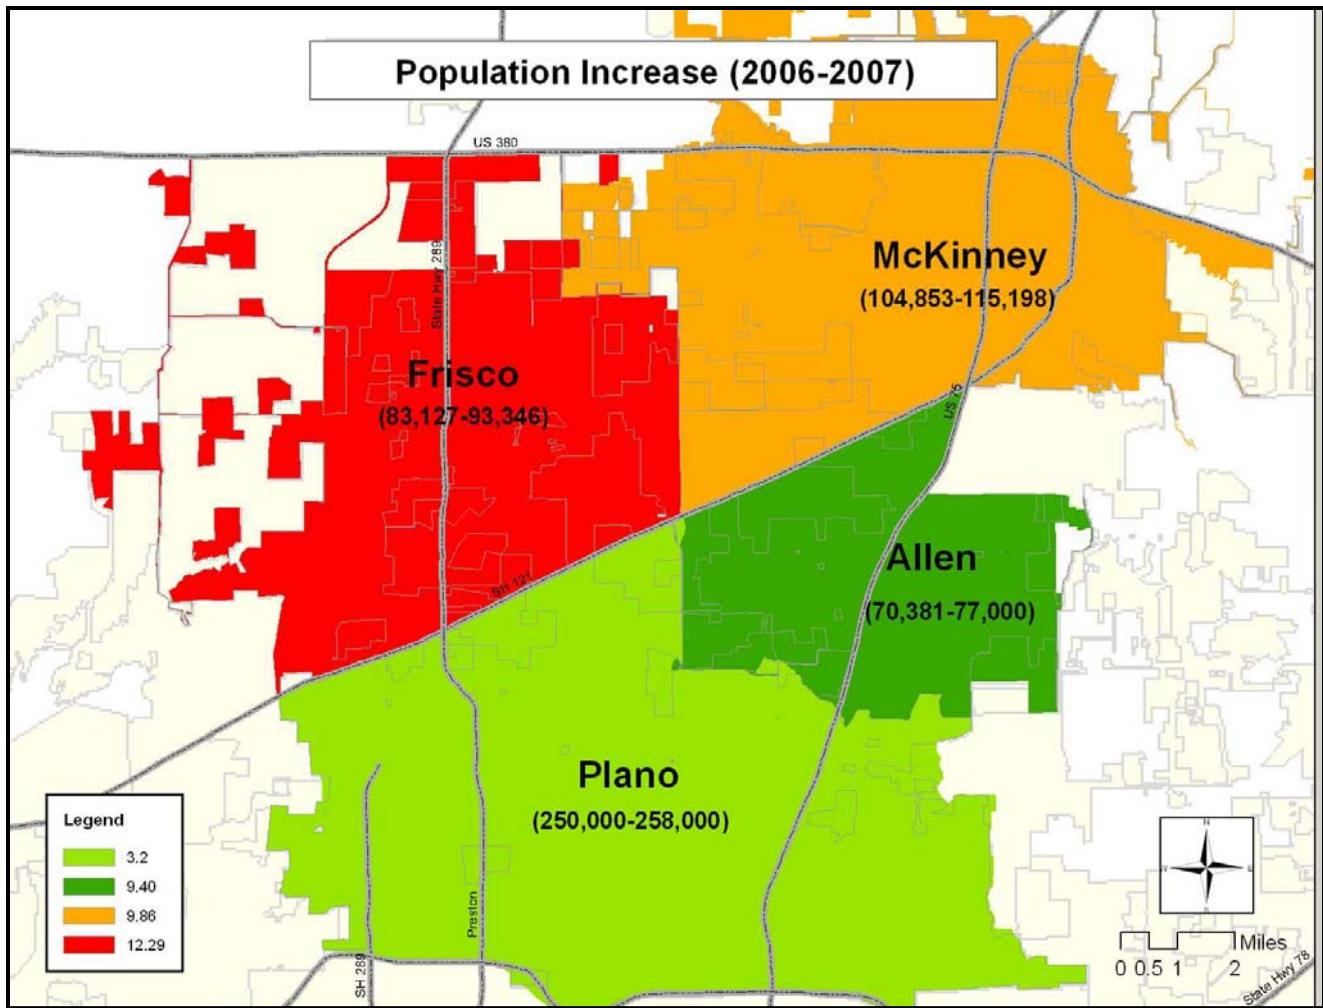 Population Increase (2006-2007)
US 380
State Hwy 289
McKinney
(104,853-115,198)
Frisco
(83,127-93,346)
US 75
SH 121
Allen
(70,381-77,000)
Plano
(250,000-258,000)
Legend
3.2
9.40
9.86
12.29
Preston
SH 289
N
W
E
S
Miles
0 0.5 1 2
State Hwy 78